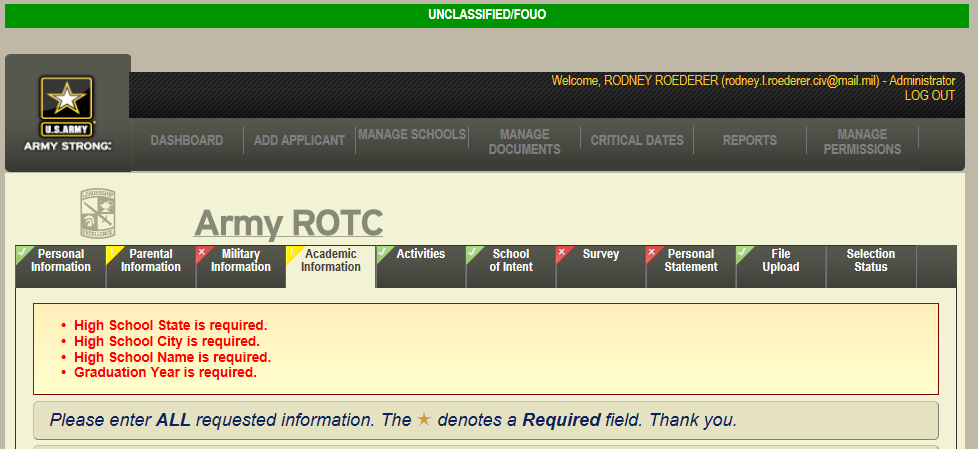 UNCLASSIFIED/FOUO
Welcome, RODNEY ROEDERER (rodney.l.roederer.civ@mail.mil) - Administrator
LOG OUT
U.S.ARMY
ARMY STRONG:
DASHBOARD
ADD APPLICANT
MANAGE SCHOOLS
MANAGE
DOCUMENTS
CRITICAL DATES
REPORTS
MANAGE
PERMISSIONS
LEADERSHIP
EXCELLENCE
Army ROTC
Personal
Information
Parental
Information
Military
Information
Academic
Information
Activities
School
of Intent
Survey
Personal
Statement
File
Upload
Selection
Status
• High School State is required.
• High School City is required.
• High School Name is required.
• Graduation Year is required.
Please enter ALL requested information. The ★ denotes a Required field. Thank you.